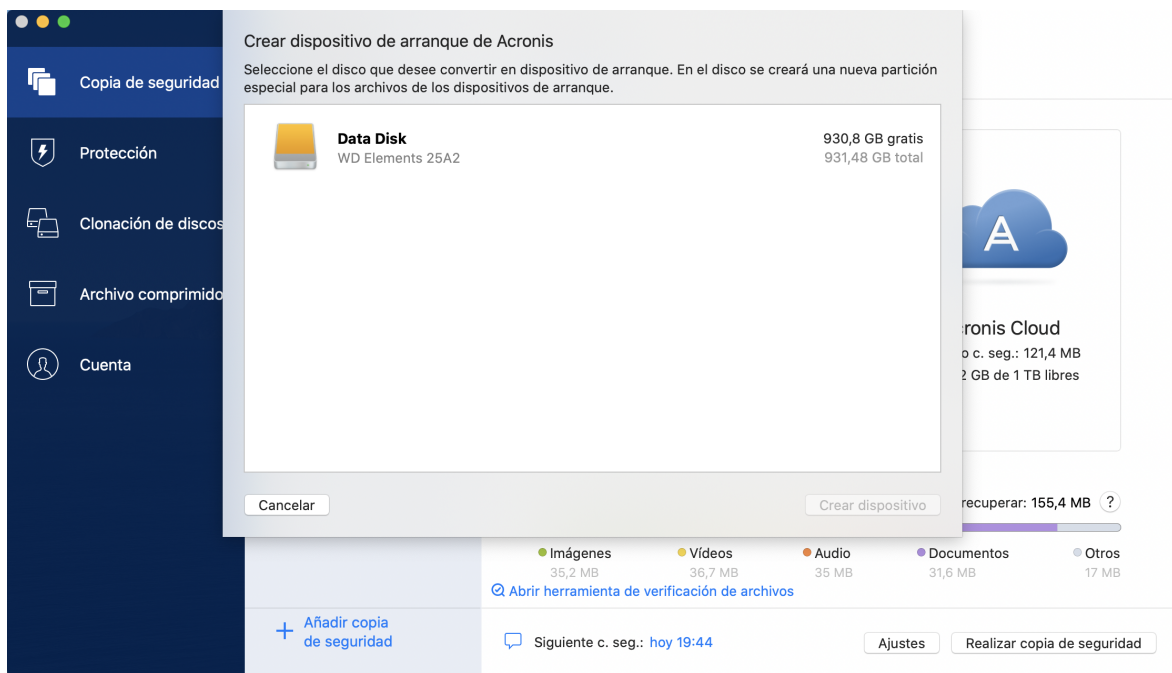 Copia de seguridad
Protección
Clonación de discos
Archivo comprimido
Cuenta
Crear dispositivo de arranque de Acronis
Seleccione el disco que desee convertir en dispositivo de arranque. En el disco se creará una nueva partición
especial para los archivos de los dispositivos de arranque.
Data Disk
930,8 GB gratis
WD Elements 25A2
931,48 GB total
Cancelar
Crear dispositivo
A
ronis Cloud
o c. seg.: 121,4 MB
2 GB de 1 TB libres
recuperar: 155,4 MB ?
Imágenes Vídeos Audio Documentos Otros
35,2 MB 36,7 MB 35 MB 31,6 MB 17 MB
Abrir herramienta de verificación de archivos
Añadir copia
de seguridad
Siguiente c. seg.: hoy 19:44
Ajustes
Realizar copia de seguridad